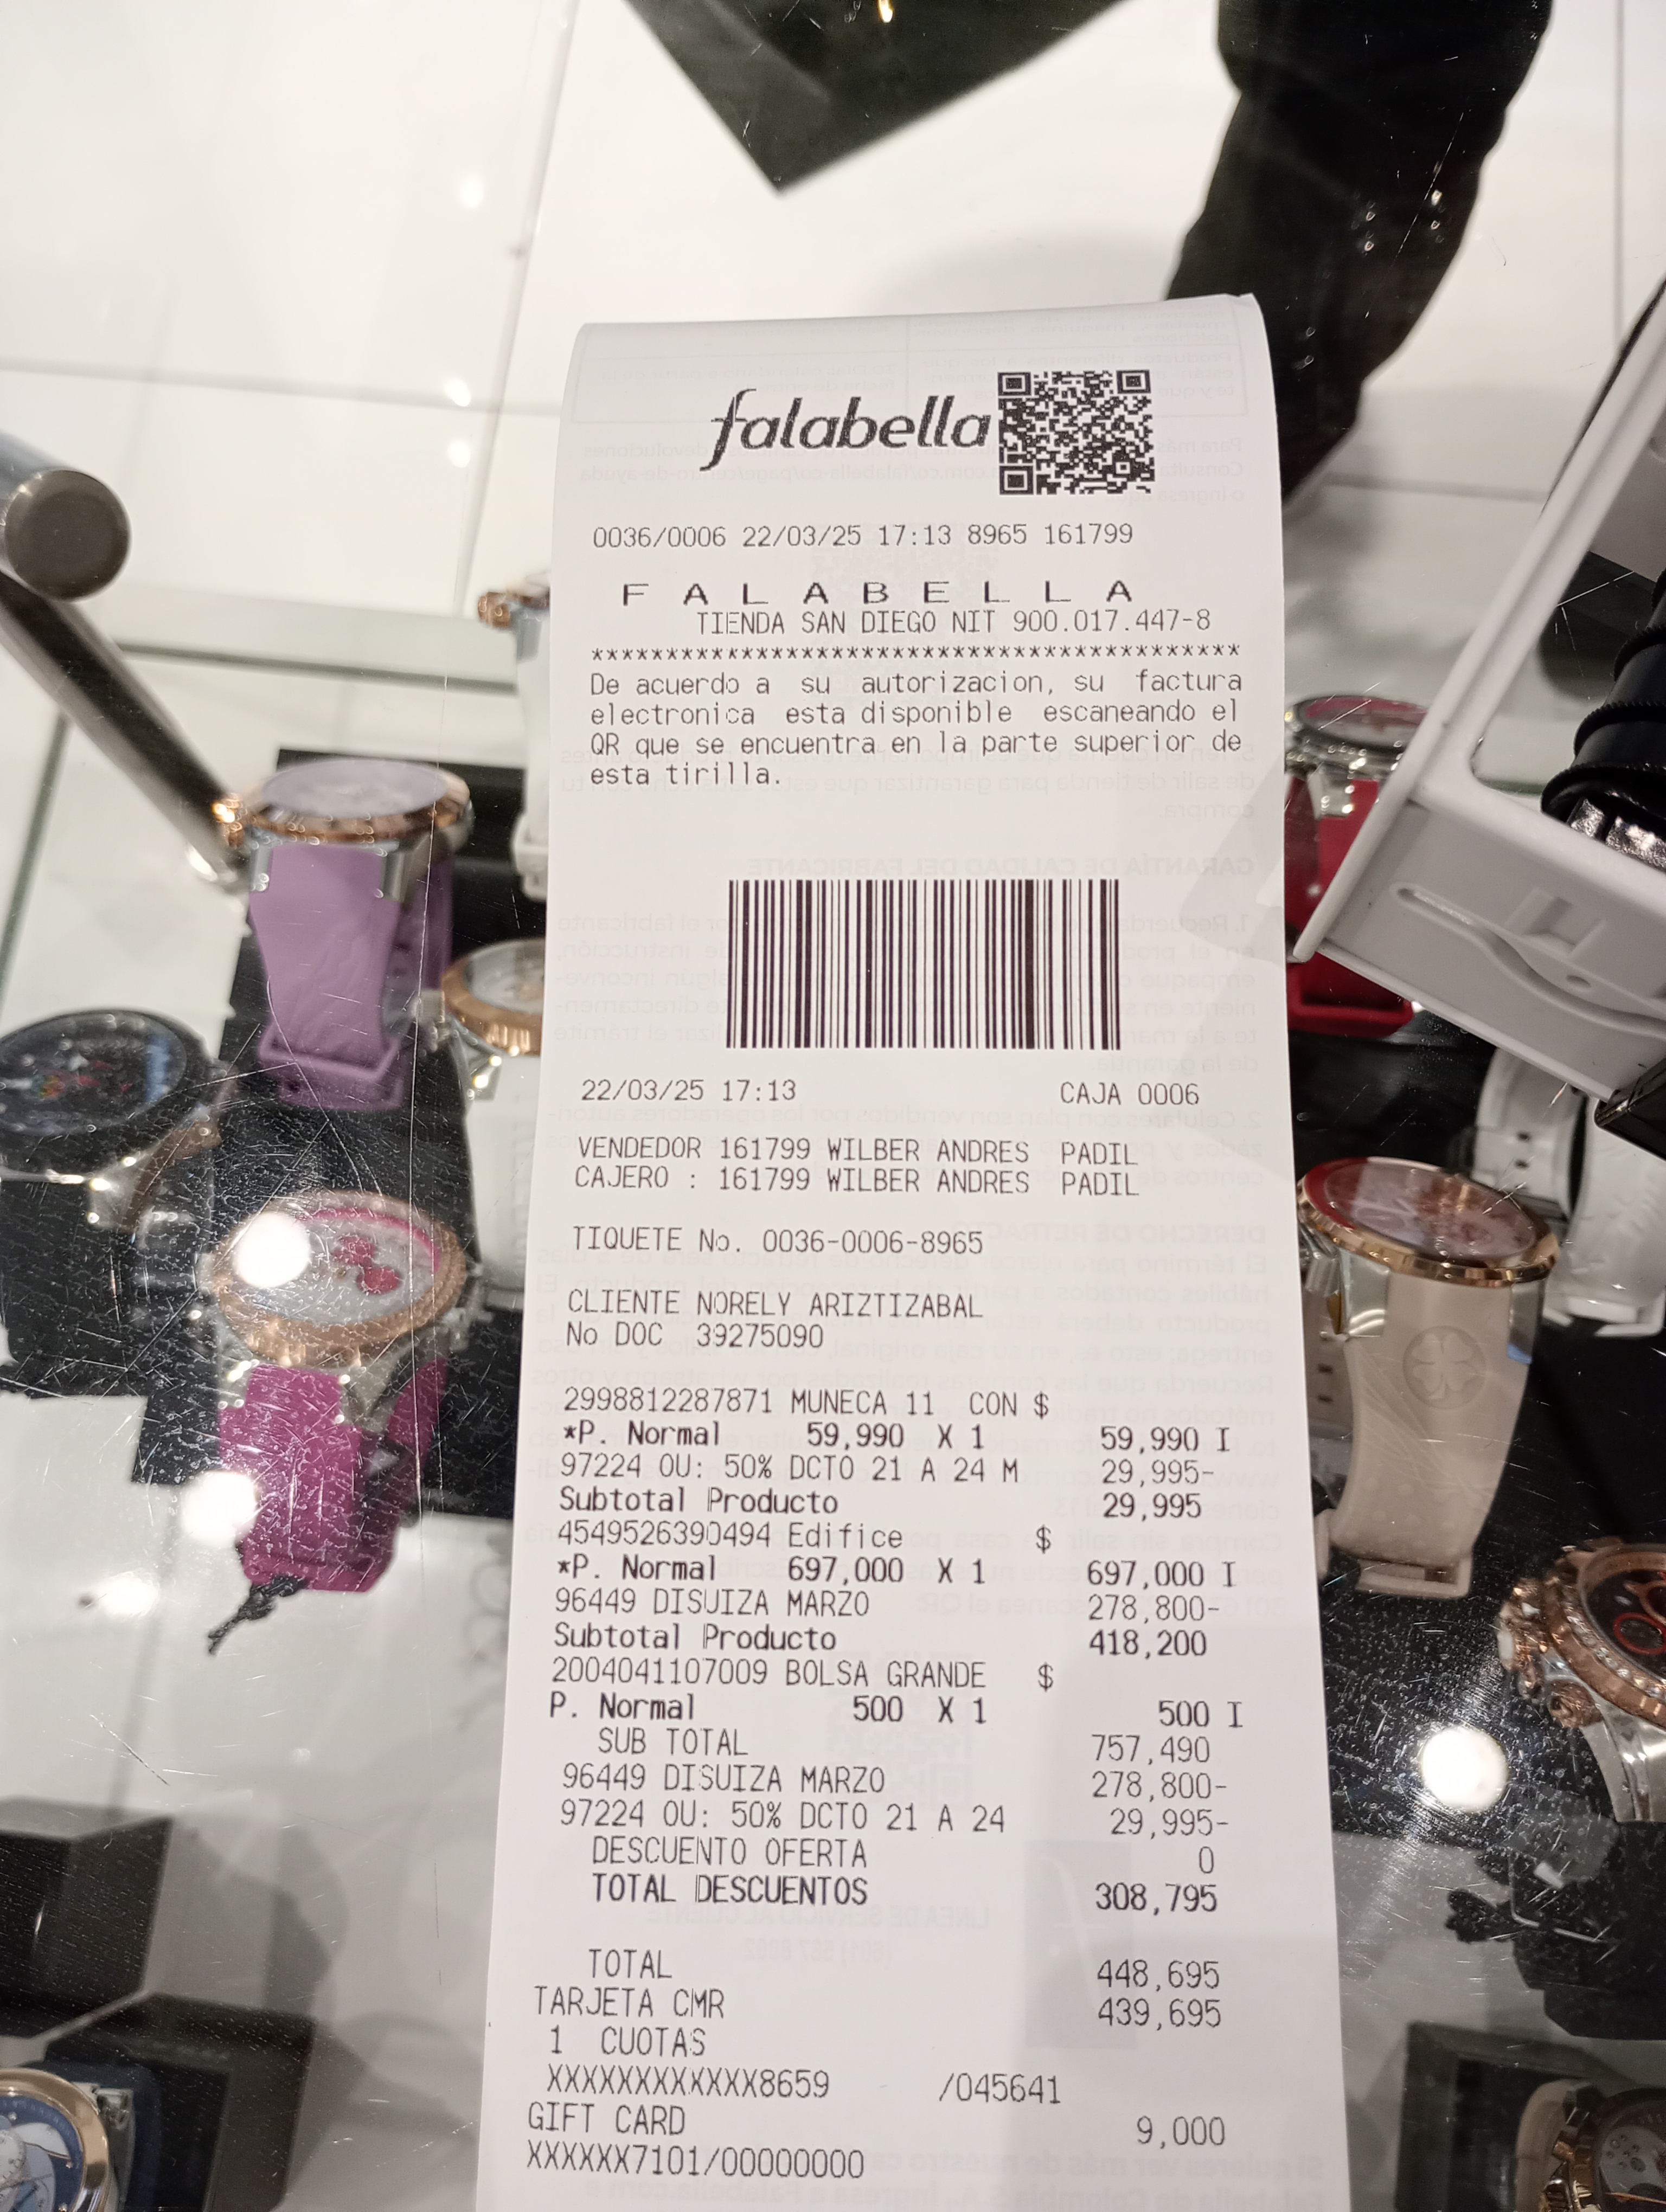 falabella
0036/0006 22/03/25 17:13 8965 161799
F A L A B E L L A
TIENDA SAN DIEGO NIT 900.017.447-8
*******************************************
De acuerdo a su autorizacion, su factura
electronica esta disponible escaneando el
QR que se encuentra en la parte superior de
esta tirilla.
22/03/25 17:13 CAJA 0006
VENDEDOR 161799 WILBER ANDRES PADIL
CAJERO : 161799 WILBER ANDRES PADIL
TIQUETE No. 0036-0006-8965
CLIENTE NORELY ARIZTIZABAL
No DOC 39275090
2998812287871 MUNECA 11 CON $
*P. Normal 59,990 X 1 59,990 I
97224 OU: 50% DCTO 21 A 24 M 29,995-
Subtotal Producto 29,995
4549526390494 Edifice $
*P. Normal 697,000 X 1 697,000 I
96449 DISUIZA MARZO 278,800-
Subtotal Producto 418,200
2004041107009 BOLSA GRANDE $
P. Normal 500 X 1 500 I
SUB TOTAL 757,490
96449 DISUIZA MARZO 278,800-
97224 OU: 50% DCTO 21 A 24 29,995-
DESCUENTO OFERTA 0
TOTAL DESCUENTOS 308,795
TOTAL 448,695
TARJETA CMR 439,695
1 CUOTAS
XXXXXXXXXXXX8659 /045641
GIFT CARD 9,000
XXXXXX7101/00000000